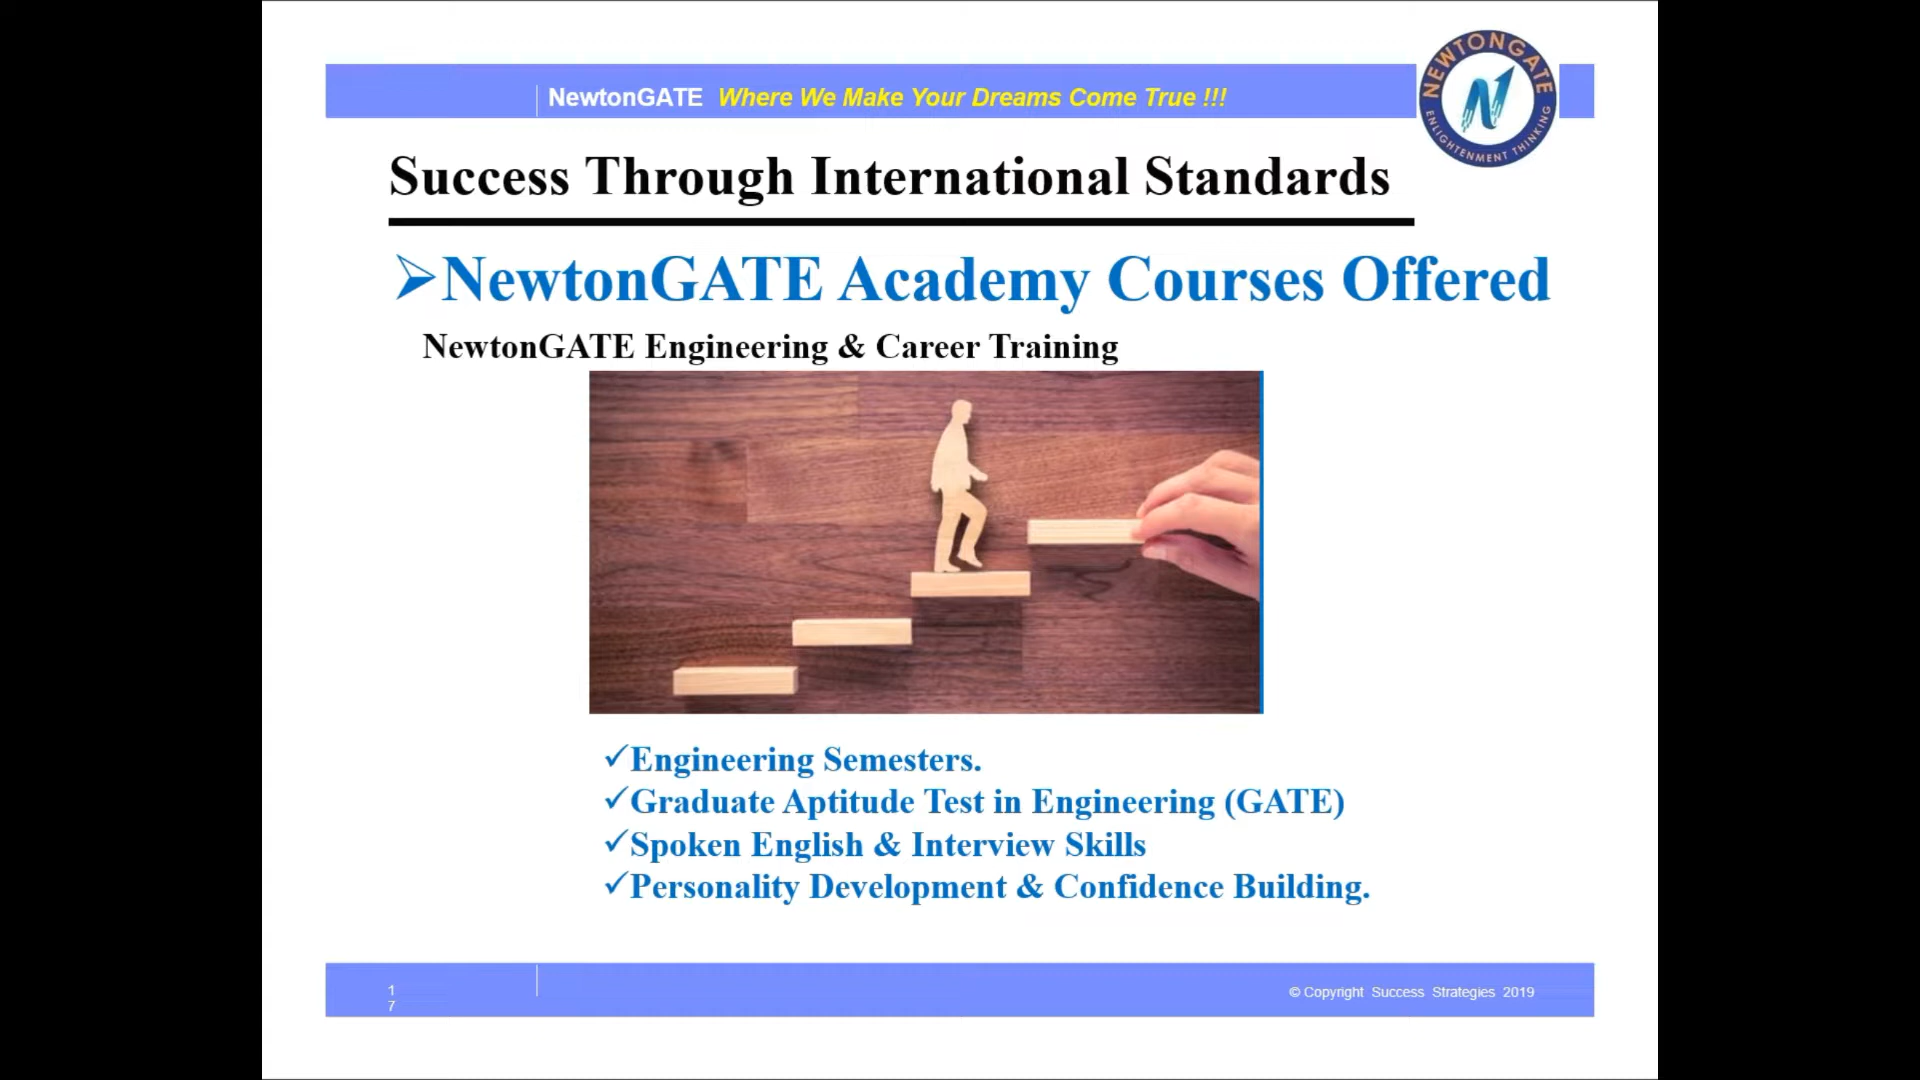 NewtonGATE Where We Make Your Dreams Come True !!!
NEWTONGATE
ENLIGHTENMENT THINKING
Success Through International Standards
➢NewtonGATE Academy Courses Offered
NewtonGATE Engineering & Career Training
✓Engineering Semesters.
✓Graduate Aptitude Test in Engineering (GATE)
✓Spoken English & Interview Skills
✓Personality Development & Confidence Building.
1
7
© Copyright Success Strategies 2019